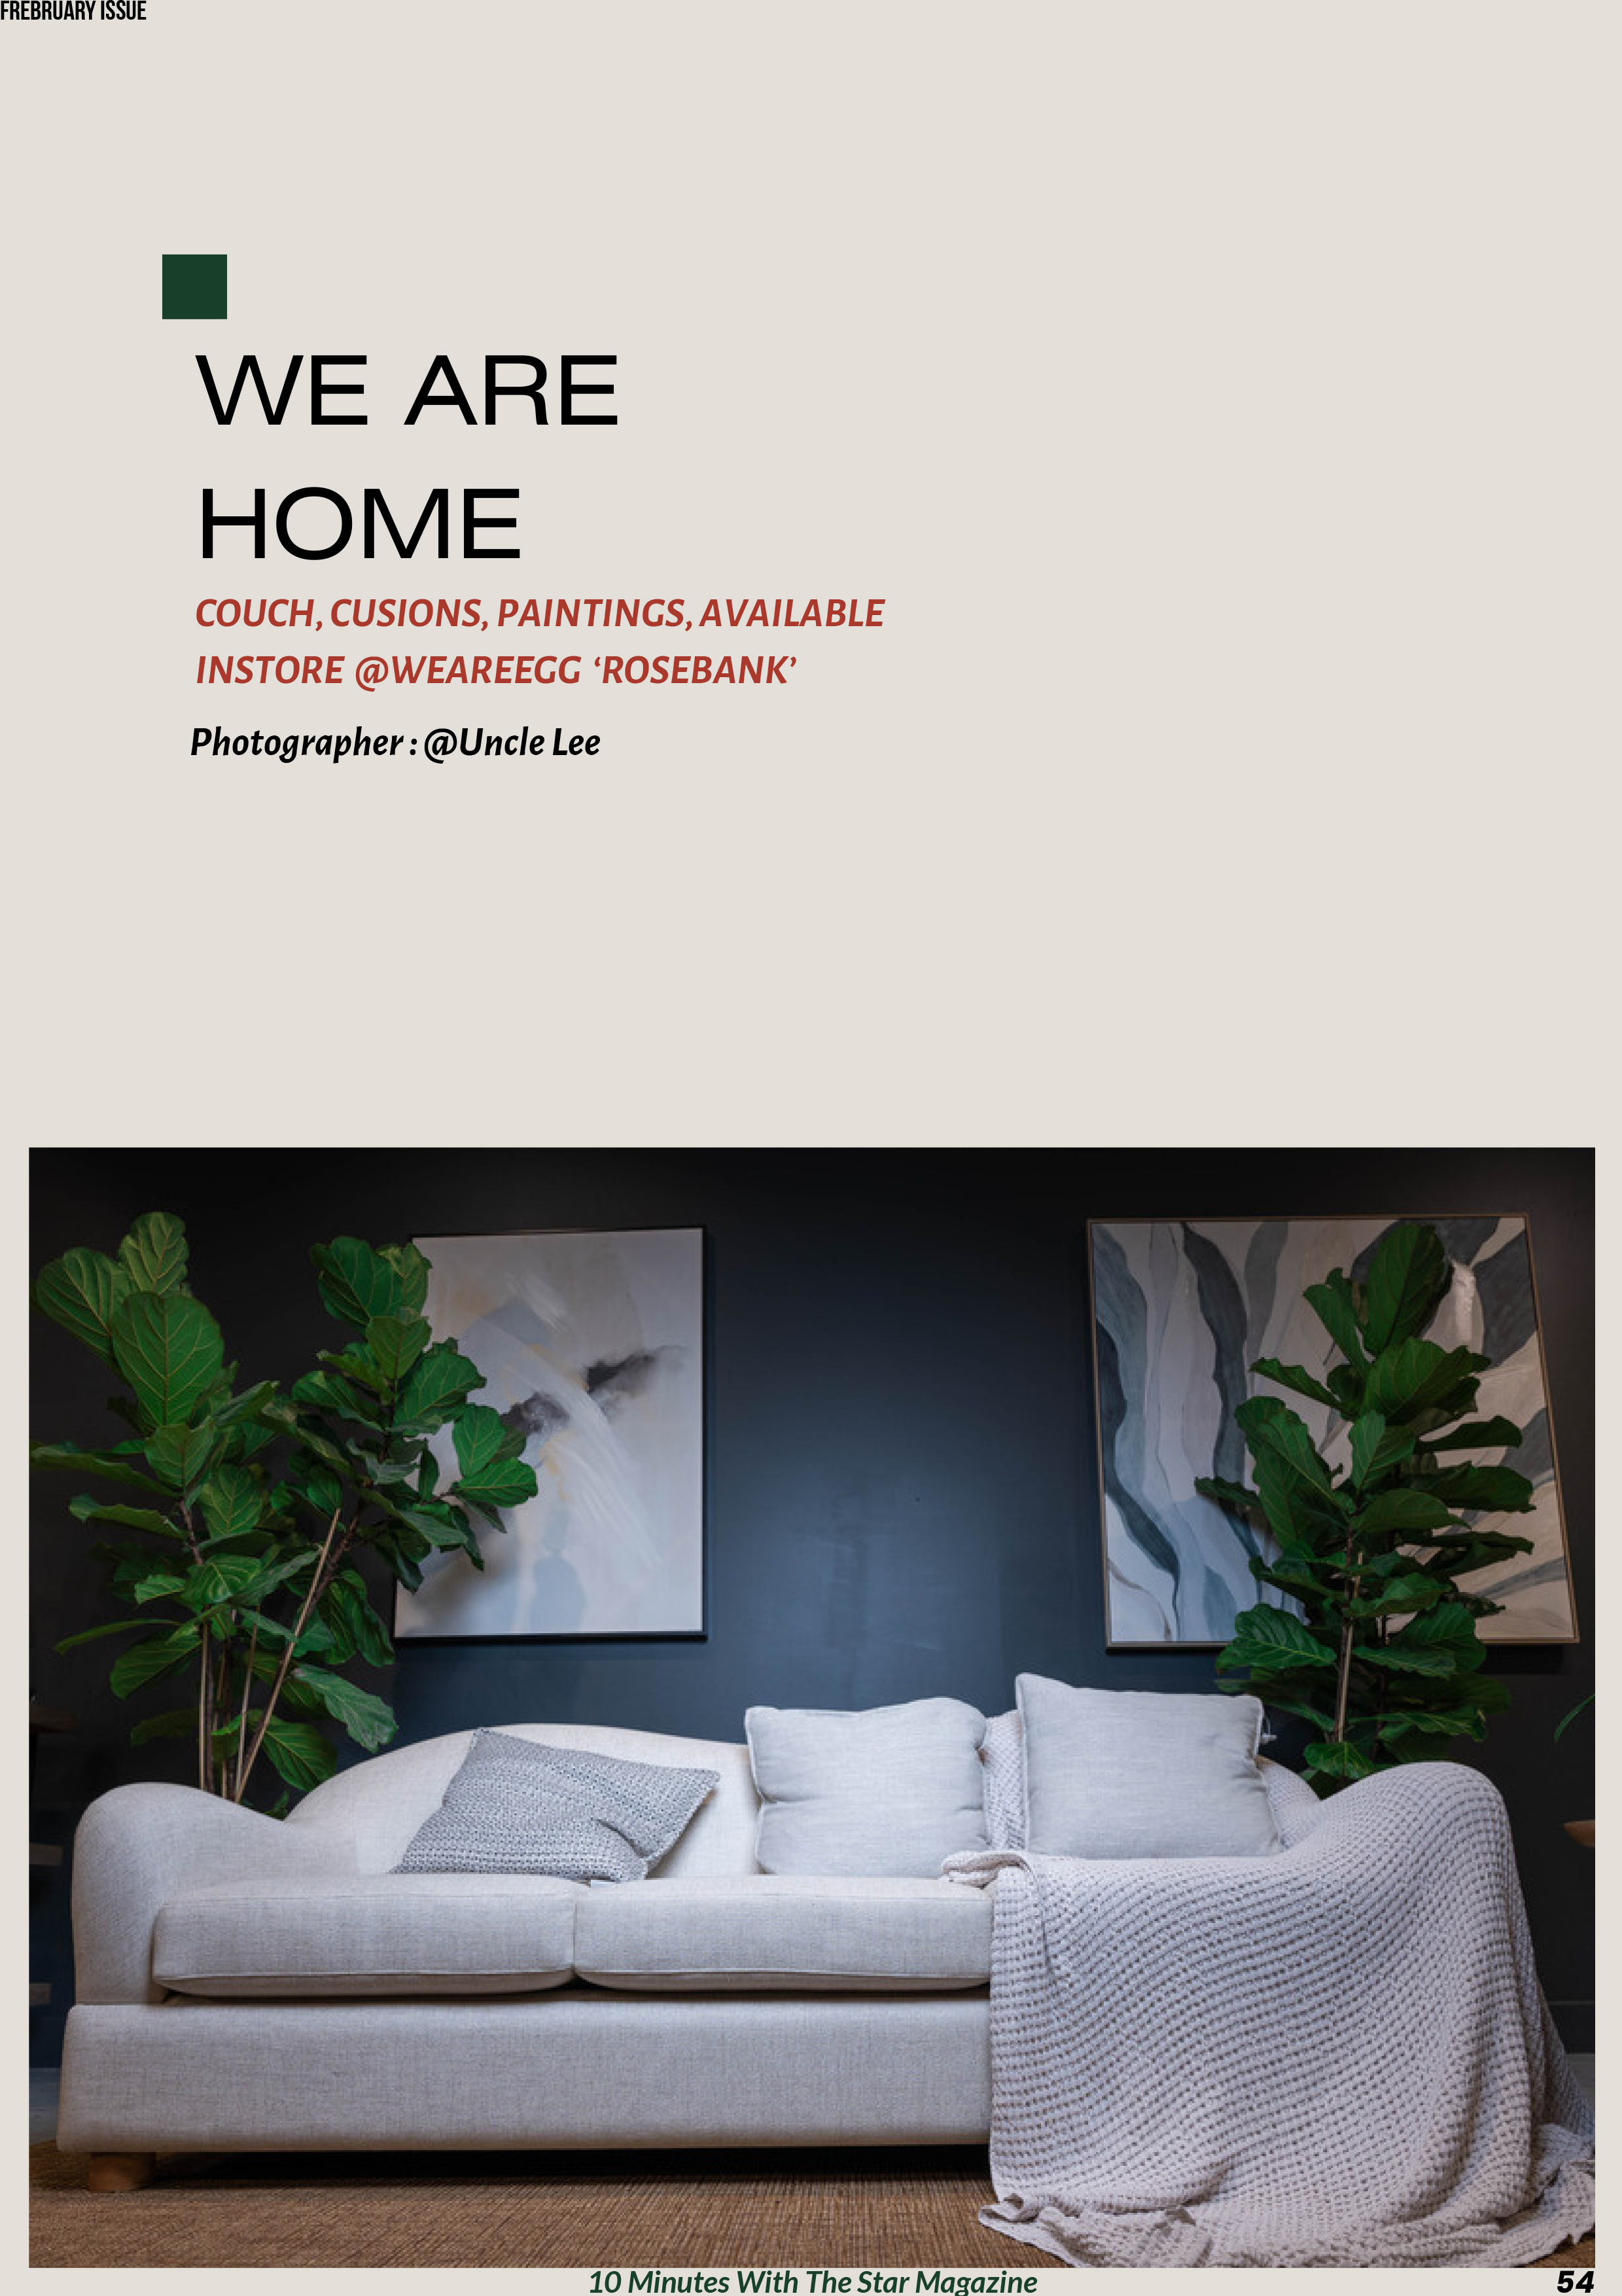 FREBRUARY ISSUE
WE ARE
HOME
COUCH, CUSIONS, PAINTINGS, AVAILABLE
INSTORE @WEAREEGG ‘ROSEBANK’
Photographer : @Uncle Lee
10 Minutes With The Star Magazine
54